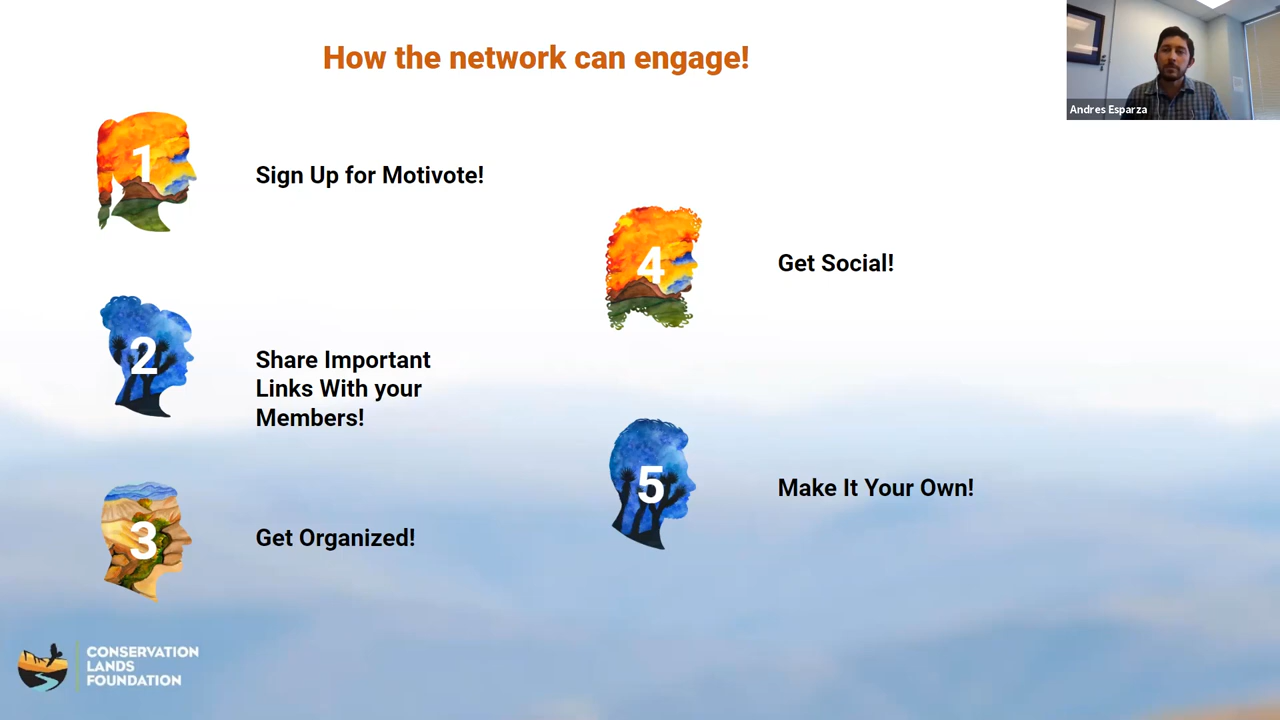 How the network can engage!
Andres Esparza
1
Sign Up for Motivote!
2
Share Important
Links With your
Members!
3
Get Organized!
4
Get Social!
5
Make It Your Own!
CONSERVATION
LANDS
FOUNDATION